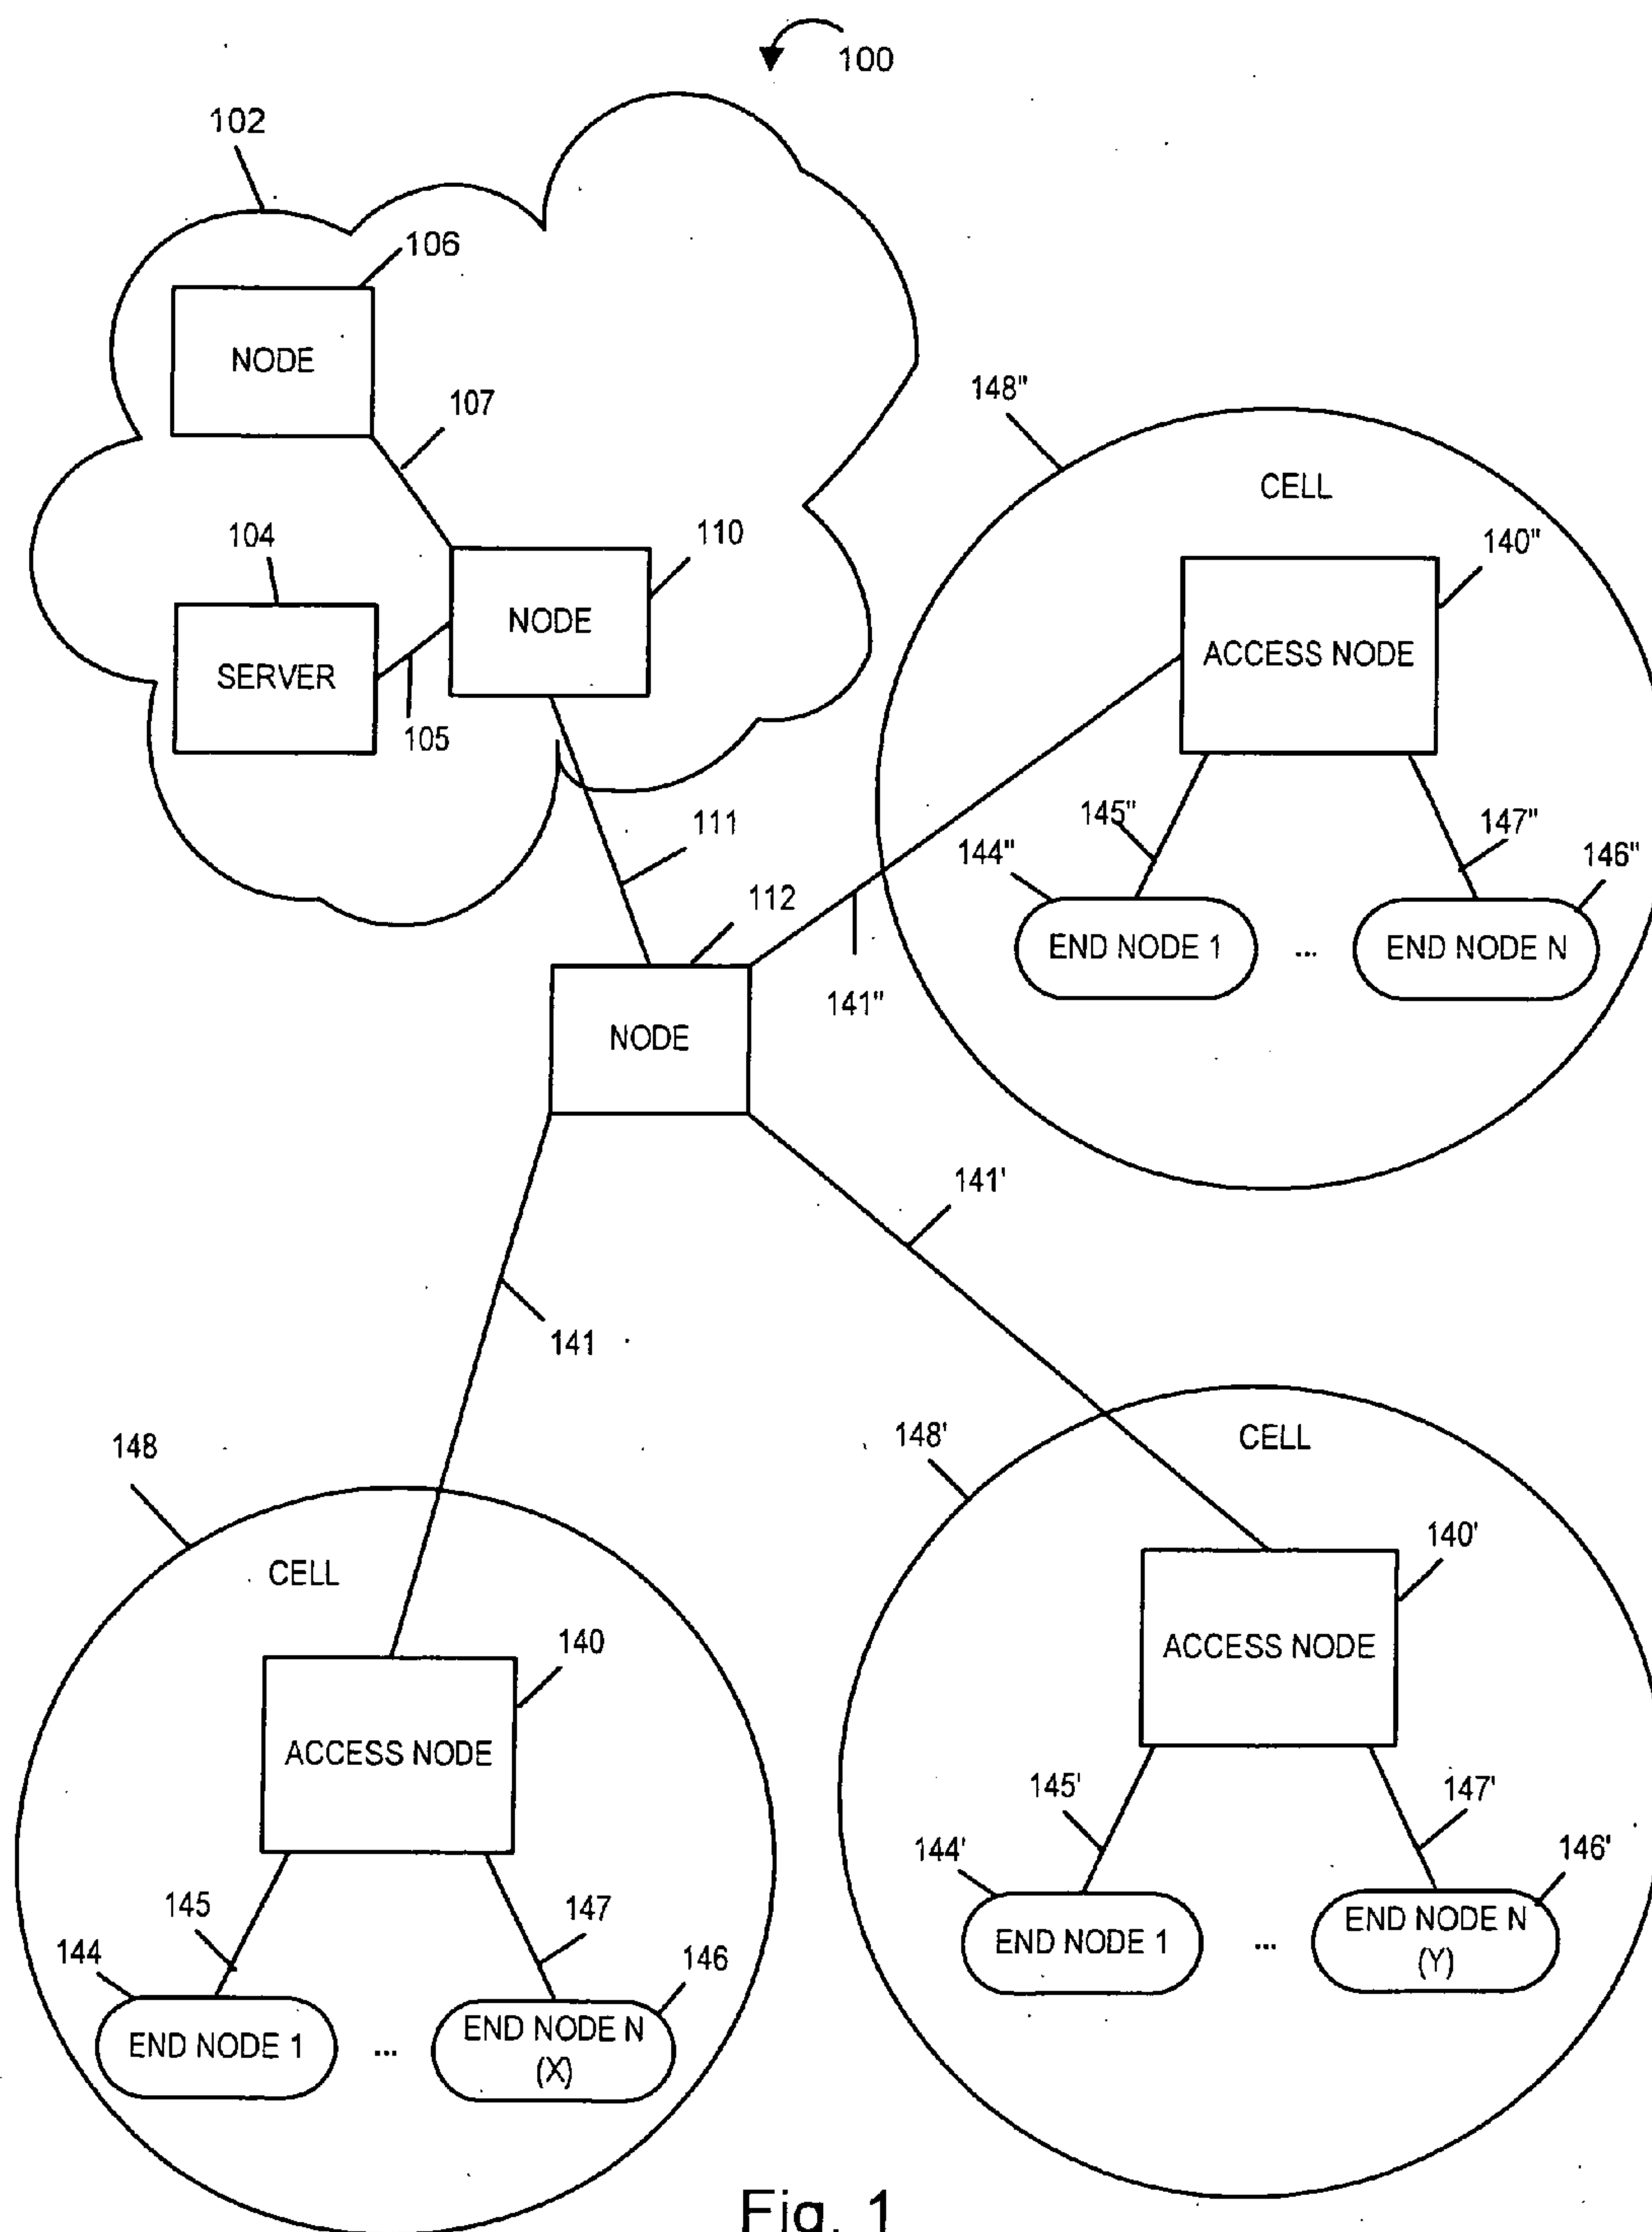 100
102
106
NODE
107
148"
CELL
104
110
140"
NODE
ACCESS NODE
SERVER
105
145"
147"
111
144"
146"
112
END NODE 1 ... END NODE N
141"
NODE
141'
141
148
148'
CELL
CELL
140'
140
ACCESS NODE
ACCESS NODE
145'
147'
144'
146'
145
147
END NODE 1 ... END NODE N
(Y)
144
146
END NODE 1 ... END NODE N
(X)
Fig. 1